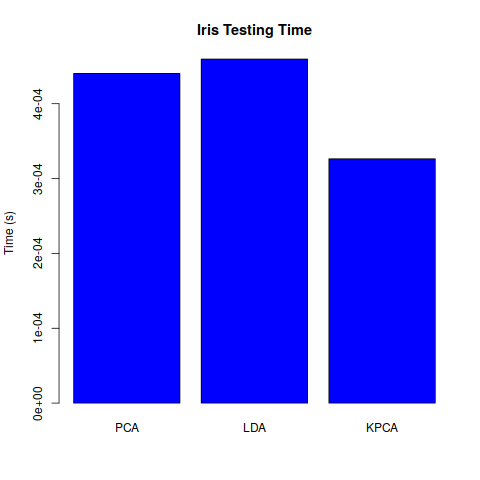 Iris Testing Time
Time (s)
4e-04
3e-04
2e-04
1e-04
0e+00
PCA LDA KPCA